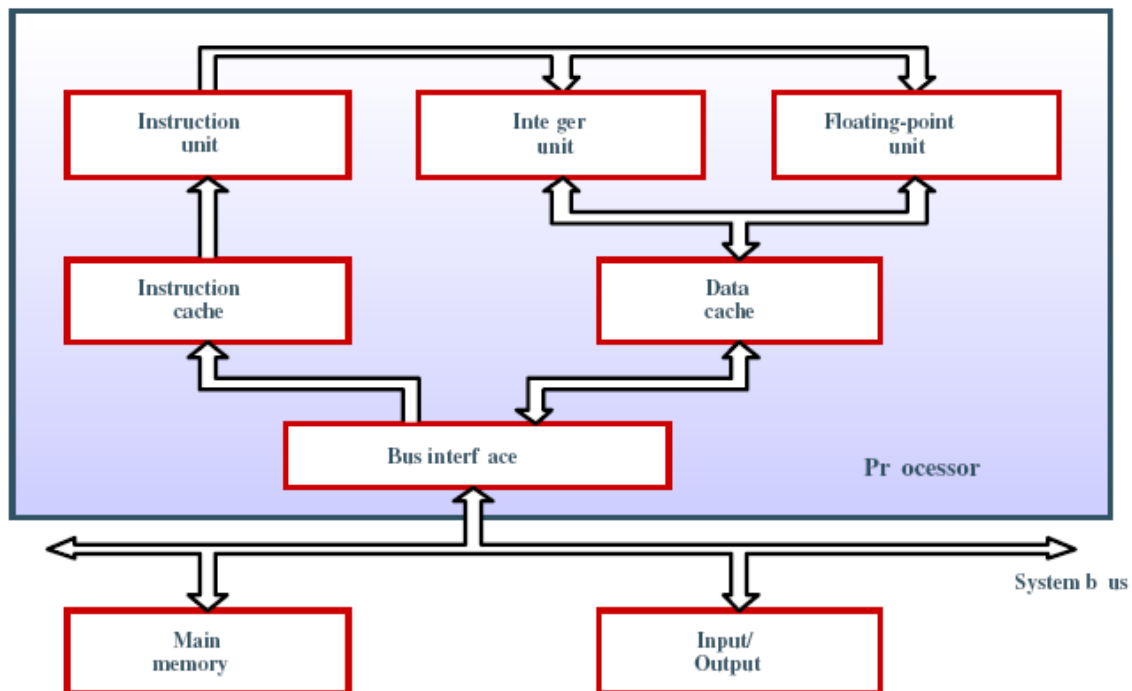 Instruction
unit
Inte ger
unit
Floating-point
unit
Instruction
cache
Data
cache
Bus interf ace
Pr ocessor
System b us
Main
memory
Input/
Output